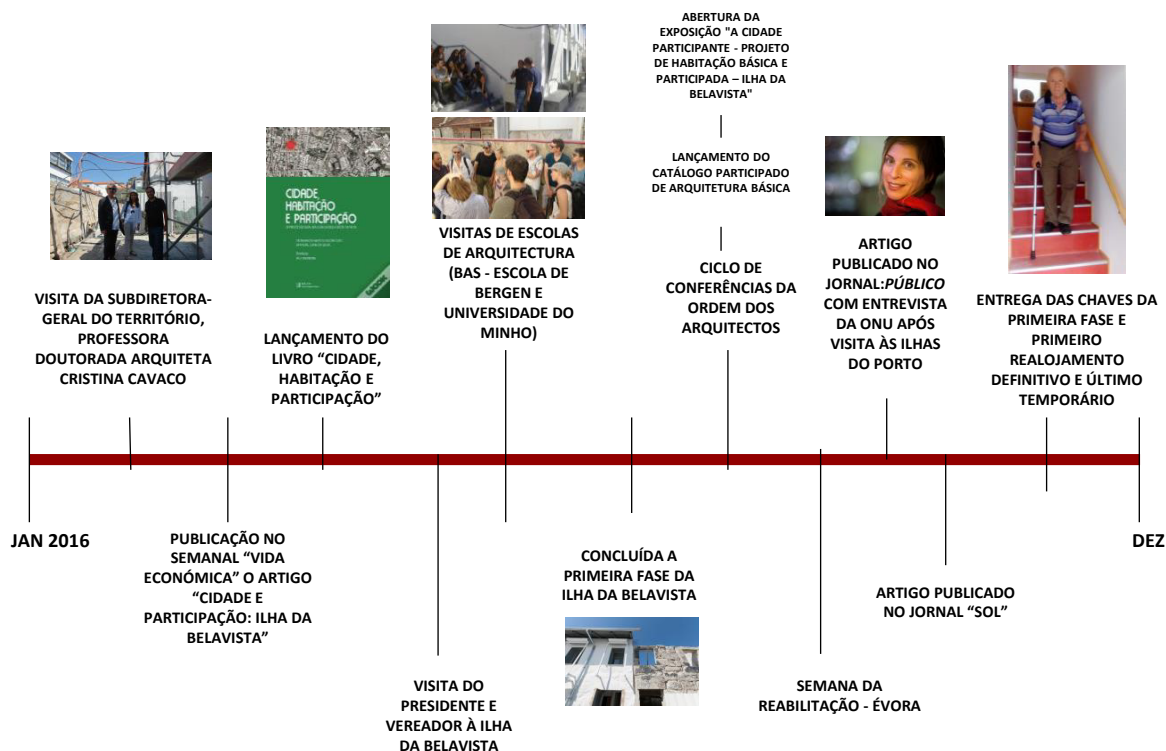 ABERTURA DA
EXPOSIÇÃO "A CIDADE
PARTICIPANTE - PROJETO
DE HABITAÇÃO BÁSICA E
PARTICIPADA – ILHA DA
BELAVISTA"
LANÇAMENTO DO
CATÁLOGO PARTICIPADO
DE ARQUITETURA BÁSICA
CICLO DE
CONFERÊNCIAS DA
ORDEM DOS
ARQUITECTOS
VISITA DA SUBDIRETORA-
GERAL DO TERRITÓRIO,
PROFESSORA
DOUTORADA ARQUITETA
CRISTINA CAVACO
CIDADE,
HABITAÇÃO
E PARTICIPAÇÃO
LANÇAMENTO DO
LIVRO “CIDADE,
HABITAÇÃO E
PARTICIPAÇÃO”
VISITAS DE ESCOLAS
DE ARQUITECTURA
(BAS - ESCOLA DE
BERGEN E
UNIVERSIDADE DO
MINHO)
ARTIGO
PUBLICADO NO
JORNAL:PÚBLICO
COM ENTREVISTA
DA ONU APÓS
VISITA ÀS ILHAS
DO PORTO
ENTREGA DAS CHAVES DA
PRIMEIRA FASE E
PRIMEIRO
REALOJAMENTO
DEFINITIVO E ÚLTIMO
TEMPORÁRIO
JAN 2016
PUBLICAÇÃO NO
SEMANAL “VIDA
ECONÓMICA” O ARTIGO
“CIDADE E
PARTICIPAÇÃO: ILHA DA
BELAVISTA”
VISITA DO
PRESIDENTE E
VEREADOR À ILHA
DA BELAVISTA
CONCLUÍDA A
PRIMEIRA FASE DA
ILHA DA BELAVISTA
SEMANA DA
REABILITAÇÃO - ÉVORA
ARTIGO PUBLICADO
NO JORNAL “SOL”
DEZ